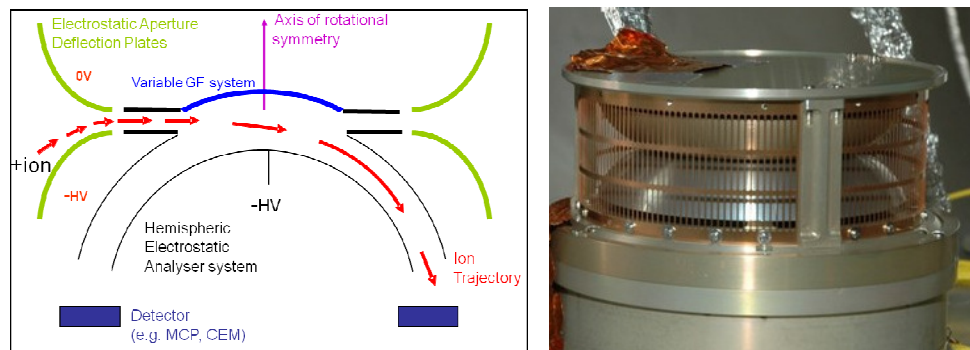 Electrostatic Aperture
Deflection Plates
Axis of rotational
symmetry
0V
Variable GF system
+ion
-HV
-HV
Hemispheric
Electrostatic
Analyser system
Ion
Trajectory
Detector
(e.g. MCP, CEM)